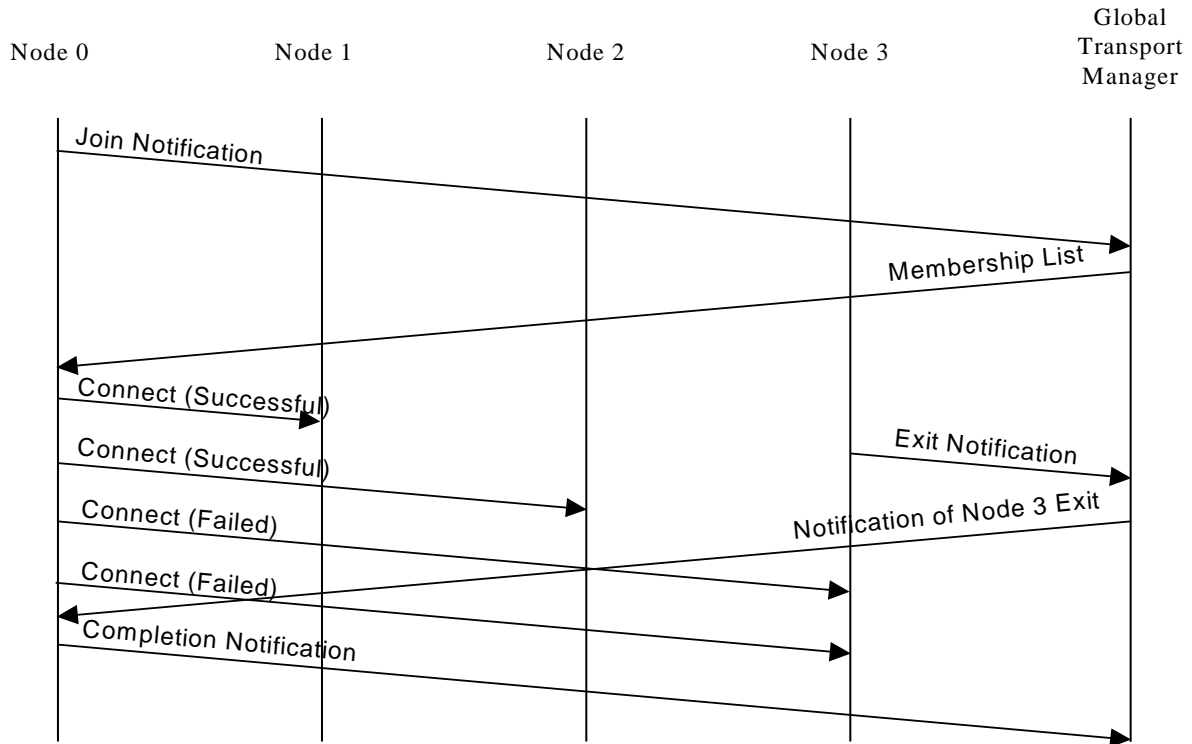 Node 0
Node 1
Node 2
Node 3
Global
Transport
Manager
Join Notification
Membership List
Connect (Successful)
Exit Notification
Connect (Successful)
Notification of Node 3 Exit
Connect (Failed)
Connect (Failed)
Completion Notification